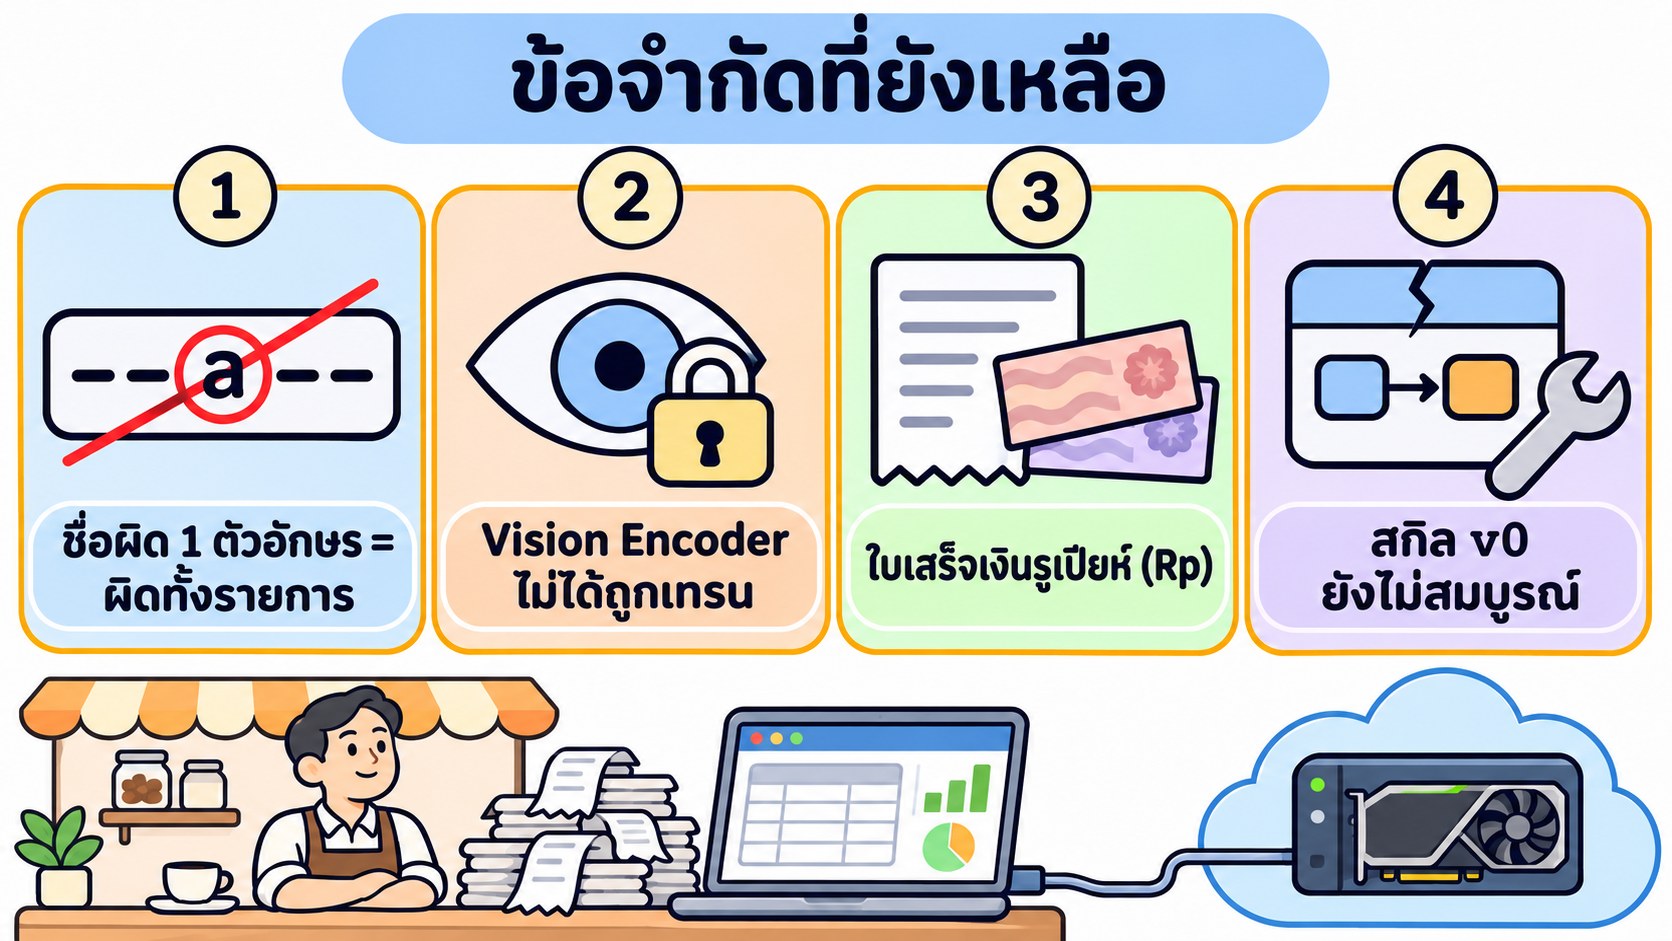 ข้อจำกัดที่ยังเหลือ
1
a
ชื่อผิด 1 ตัวอักษร =
ผิดทั้งรายการ
2
Vision Encoder
ไม่ได้ถูกเทรน
3
ใบเสร็จเงินรูเปียห์ (Rp)
4
สกิล v0
ยังไม่สมบูรณ์